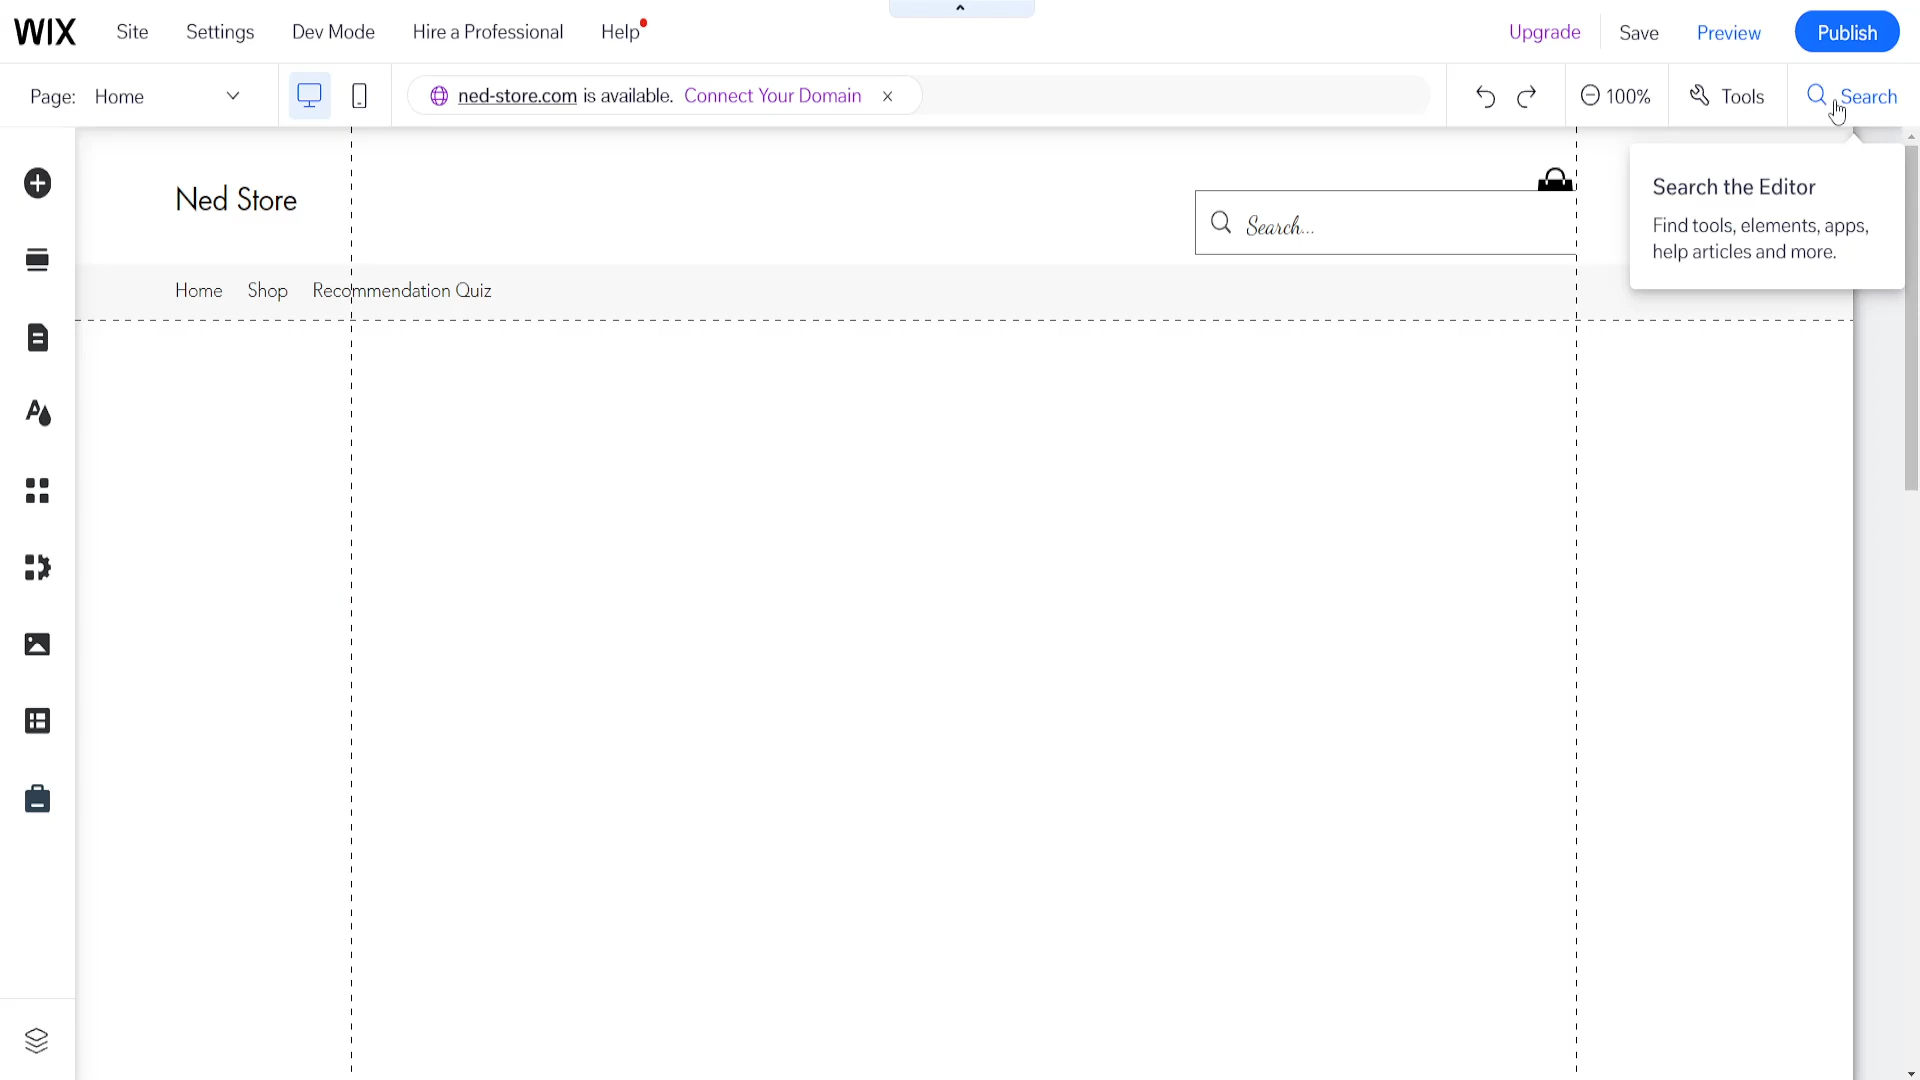 WIX Site Settings Dev Mode Hire a Professional Help Upgrade Save Preview Publish
Page: Home ned-store.com is available. Connect Your Domain 100% Tools Search
Search the Editor
Find tools, elements, apps,
help articles and more.
Ned Store
Search...
Home Shop Recommendation Quiz